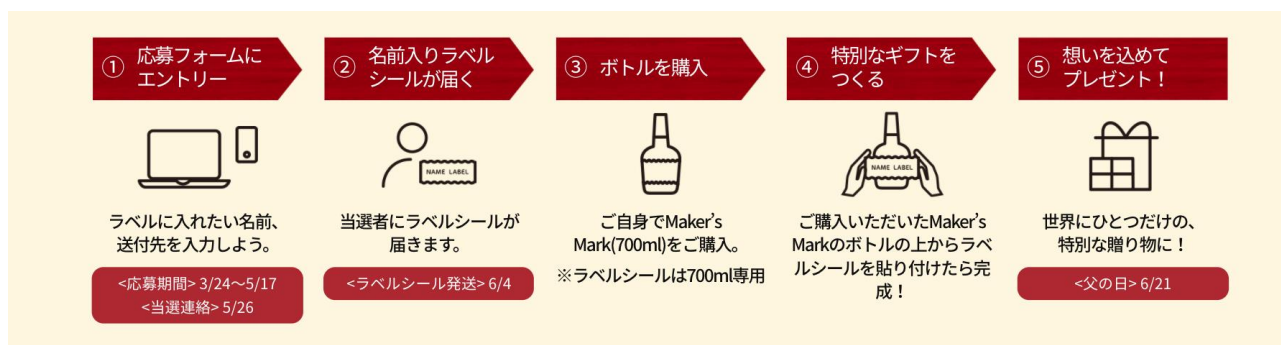 ① 応募フォームに
エントリー
② 名前入りラベル
シールが届く
③ ボトルを購入
④ 特別なギフトを
つくる
⑤ 想いを込めて
プレゼント！
NAME LABEL
NAME LABEL
ラベルに入れたい名前、
送付先を入力しよう。
<応募期間> 3/24～5/17
<当選連絡> 5/26
当選者にラベルシールが
届きます。
<ラベルシール発送> 6/4
ご自身でMaker's
Mark(700ml)をご購入。
※ラベルシールは700ml専用
ご購入いただいたMaker's
Markのボトルの上からラベ
ルシールを貼り付けたら完
成！
世界にひとつだけの、
特別な贈り物に！
<父の日> 6/21